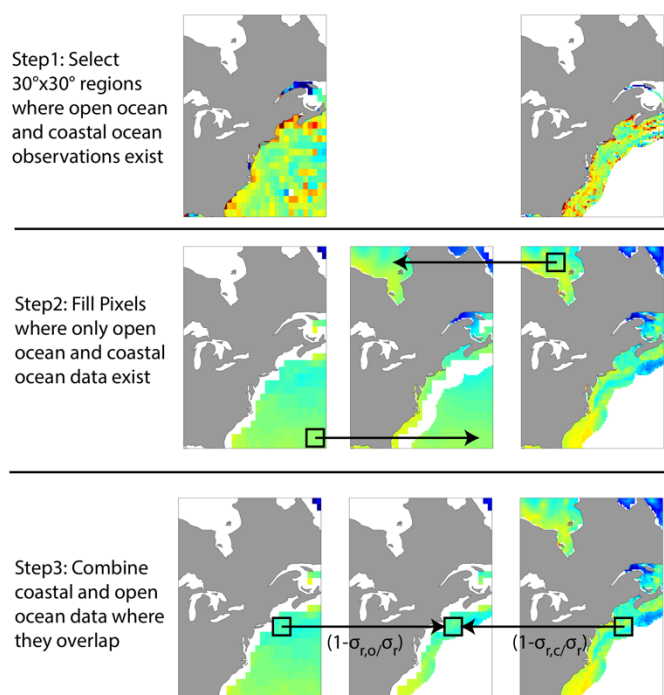 Step1: Select
30°x30° regions
where open ocean
and coastal ocean
observations exist
Step2: Fill Pixels
where only open
ocean and coastal
ocean data exist
Step3: Combine
coastal and open
ocean data where
they overlap
(1-σr,o/σr)
(1-σr,c/σr)